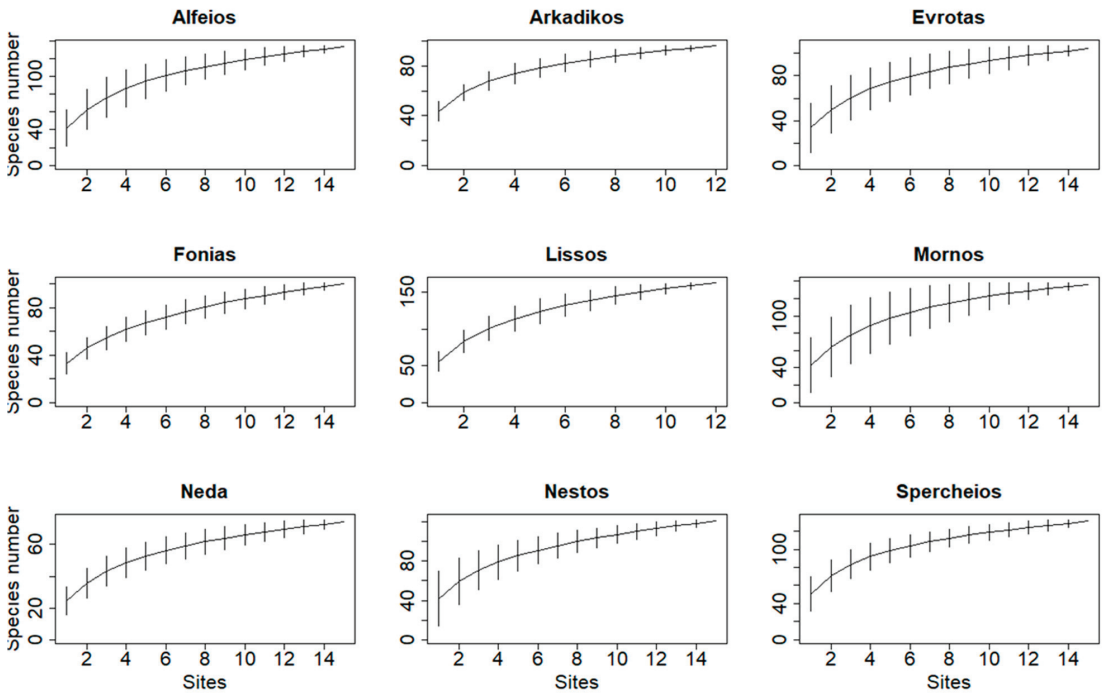 Alfeios
Arkadikos
Evrotas
Species number
0 40 100
2 4 6 8 10 12 14
0 40 80
2 4 6 8 10 12
0 40 80
2 4 6 8 10 12 14
Fonias
Lissos
Mornos
Species number
0 40 80
2 4 6 8 10 12 14
0 50 150
2 4 6 8 10 12
0 40 100
2 4 6 8 10 12 14
Neda
Nestos
Spercheios
Species number
0 20 60
2 4 6 8 10 12 14
Sites
0 40 80
2 4 6 8 10 12 14
Sites
0 40 100
2 4 6 8 10 12 14
Sites